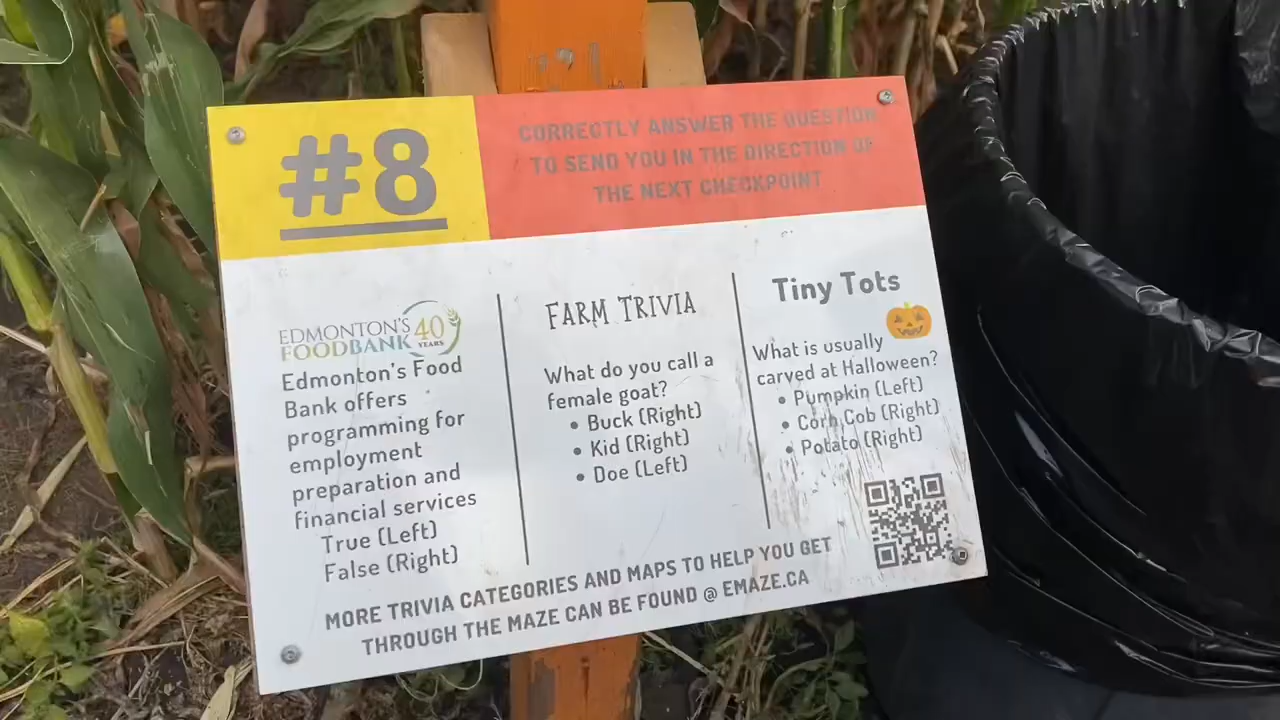 #8
CORRECTLY ANSWER THE QUESTION
TO SEND YOU IN THE DIRECTION OF
THE NEXT CHECKPOINT
EDMONTON'S
FOODBANK
40
YEARS
Edmonton's Food
Bank offers
programming for
employment
preparation and
financial services
True (Left)
False (Right)
FARM TRIVIA
What do you call a
female goat?
• Buck (Right)
• Kid (Right)
• Doe (Left)
Tiny Tots
What is usually
carved at Halloween?
• Pumpkin (Left)
• Corn Cob (Right)
• Potato (Right)
MORE TRIVIA CATEGORIES AND MAPS TO HELP YOU GET
THROUGH THE MAZE CAN BE FOUND @ EMAZE.CA